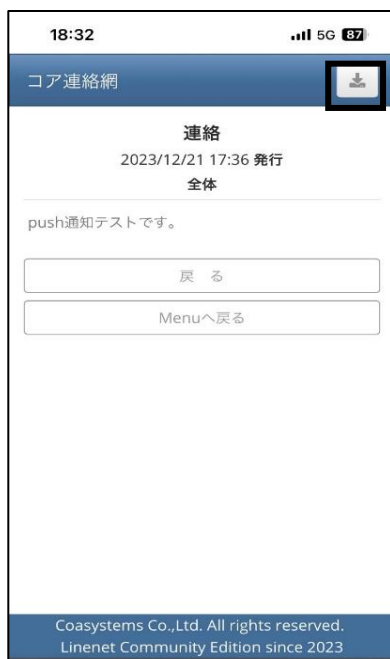 18:32 5G 87
コア連絡網
連絡
2023/12/21 17:36 発行
全体
push通知テストです。
戻　る
Menuへ戻る
Coasystems Co.,Ltd. All rights reserved.
Linenet Community Edition since 2023